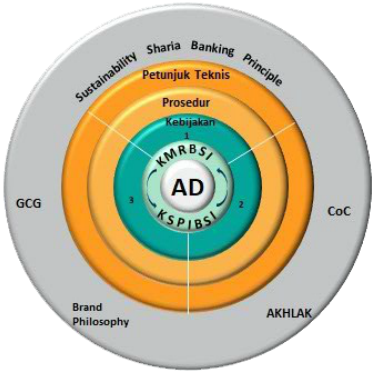 Sustainability Sharia Banking Principle
Petunjuk Teknis
Prosedur
Kebijakan
1
KMRBSI
AD
KSPIBSI
3
2
GCG
CoC
Brand
Philosophy
AKHLAK